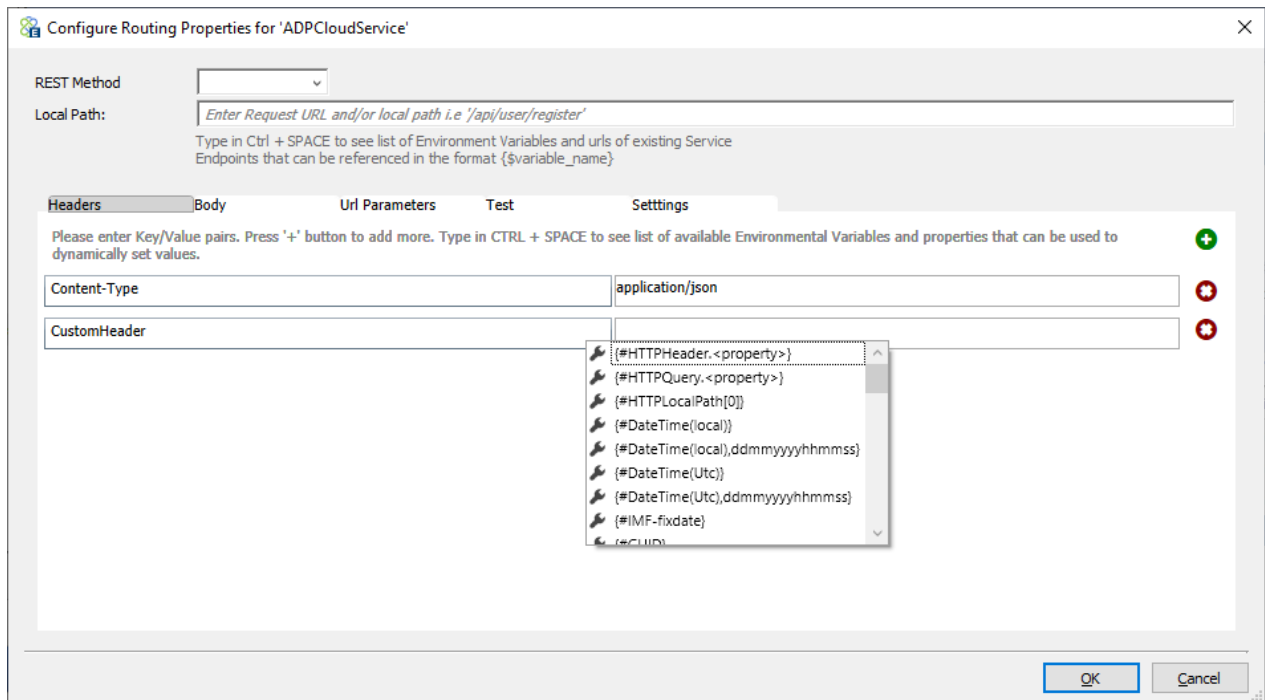 Configure Routing Properties for 'ADPCloudService'
REST Method
Local Path:
Enter Request URL and/or local path i.e '/api/user/register'
Type in Ctrl + SPACE to see list of Environment Variables and urls of existing Service
Endpoints that can be referenced in the format {$variable_name}
Headers Body Url Parameters Test Setttings
Please enter Key/Value pairs. Press '+' button to add more. Type in CTRL + SPACE to see list of available Environmental Variables and properties that can be used to
dynamically set values.
Content-Type application/json
CustomHeader
{#HTTPHeader.<property>}
{#HTTPQuery.<property>}
{#HTTPLocalPath[0]}
{#DateTime(local)}
{#DateTime(local),ddmmyyyyhhmmss}
{#DateTime(Utc)}
{#DateTime(Utc),ddmmyyyyhhmmss}
{#IMF-fixdate}
{#GUID}
OK Cancel